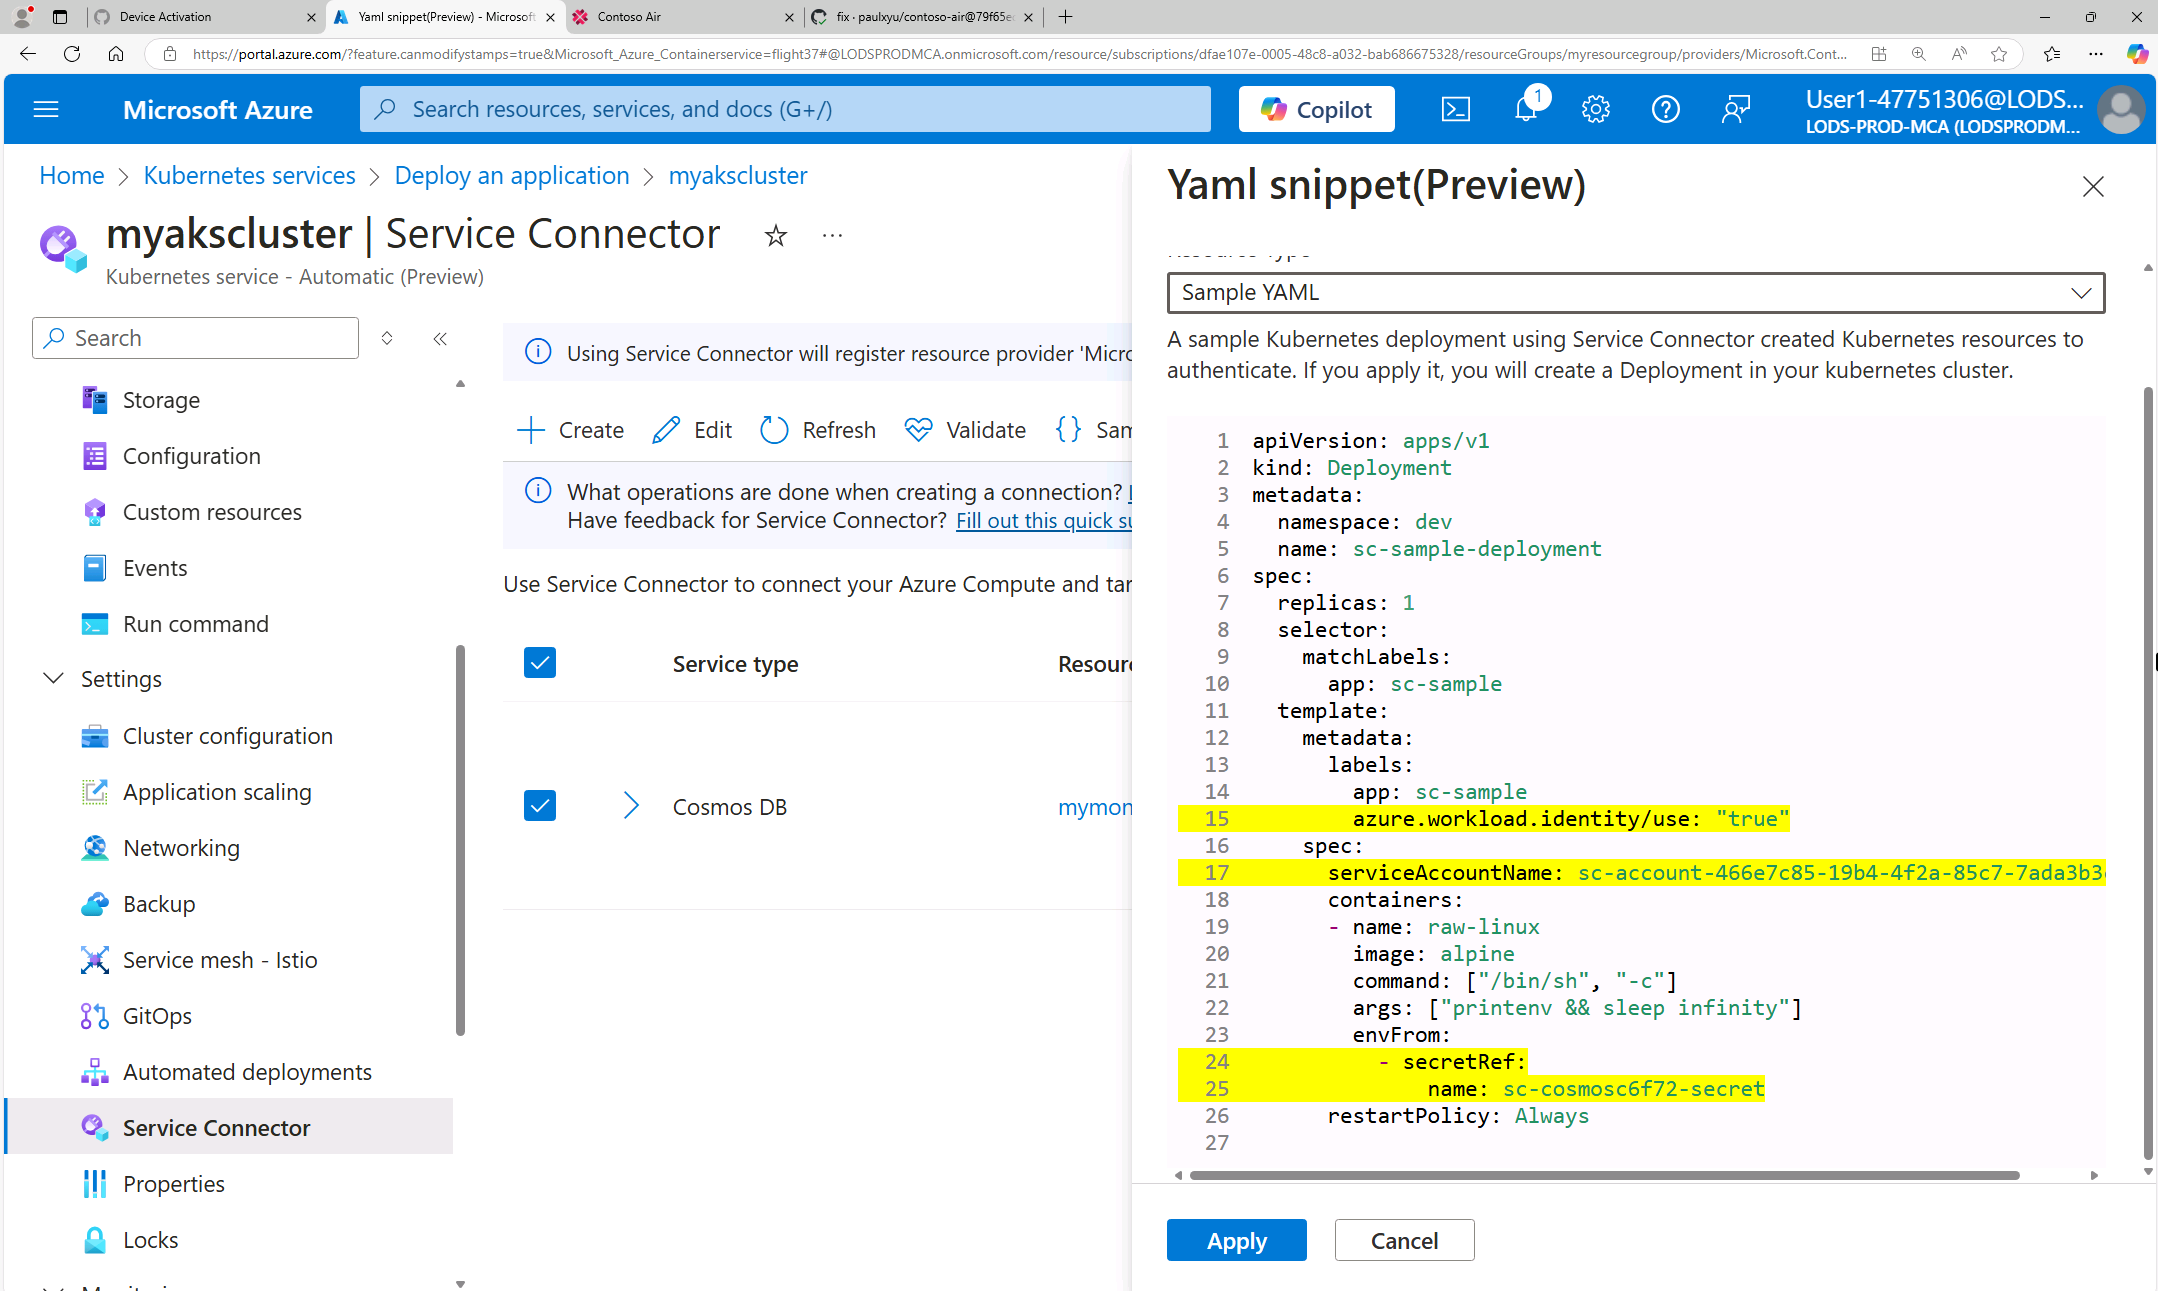 Device Activation
Yaml snippet(Preview) - Microsoft
Contoso Air
fix · paulxyu/contoso-air@79f65e
https://portal.azure.com/?feature.canmodifystamps=true&Microsoft_Azure_Containerservice=flight37#@LODSPRODMCA.onmicrosoft.com/resource/subscriptions/dfae107e-0005-48c8-a032-bab686675328/resourceGroups/myresourcegroup/providers/Microsoft.Cont...
Microsoft Azure
Search resources, services, and docs (G+/)
Copilot
1
User1-47751306@LODS...
LODS-PROD-MCA (LODSPRODM...
Home > Kubernetes services > Deploy an application > myakscluster
myakscluster | Service Connector
...
Kubernetes service - Automatic (Preview)
Search
Storage
Configuration
Custom resources
Events
Run command
Settings
Cluster configuration
Application scaling
Networking
Backup
Service mesh - Istio
GitOps
Automated deployments
Service Connector
Properties
Locks
Using Service Connector will register resource provider 'Micro
Create
Edit
Refresh
Validate
{} Sam
What operations are done when creating a connection?
Have feedback for Service Connector? Fill out this quick su
Use Service Connector to connect your Azure Compute and tar
Service type
Resour
Cosmos DB
mymon
Yaml snippet(Preview)
Resource Type
Sample YAML
A sample Kubernetes deployment using Service Connector created Kubernetes resources to
authenticate. If you apply it, you will create a Deployment in your kubernetes cluster.
1 apiVersion: apps/v1
2 kind: Deployment
3 metadata:
4 namespace: dev
5 name: sc-sample-deployment
6 spec:
7 replicas: 1
8 selector:
9 matchLabels:
10 app: sc-sample
11 template:
12 metadata:
13 labels:
14 app: sc-sample
15 azure.workload.identity/use: "true"
16 spec:
17 serviceAccountName: sc-account-466e7c85-19b4-4f2a-85c7-7ada3b3
18 containers:
19 - name: raw-linux
20 image: alpine
21 command: ["/bin/sh", "-c"]
22 args: ["printenv && sleep infinity"]
23 envFrom:
24 - secretRef:
25 name: sc-cosmosc6f72-secret
26 restartPolicy: Always
27
Apply
Cancel